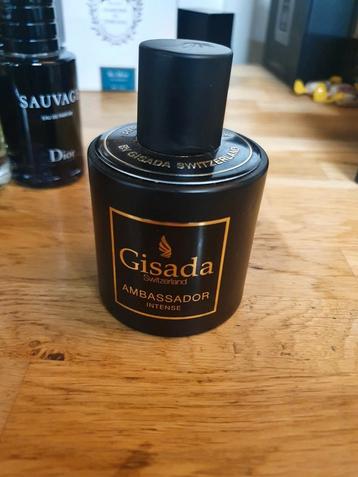 SAUVAGE
EAU DE PARFUM
Dior
BY GISADA SWITZERLAND
Gisada
Switzerland
AMBASSADOR
INTENSE